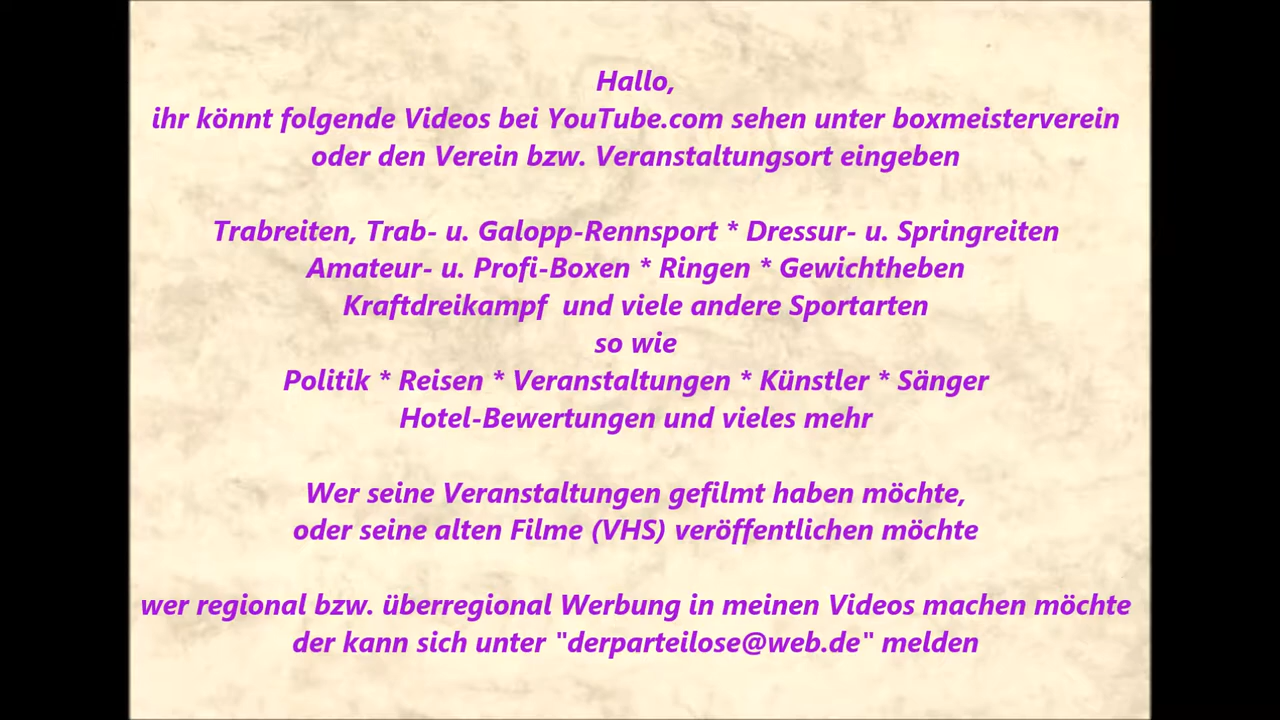 Hallo,
ihr könnt folgende Videos bei YouTube.com sehen unter boxmeisterverein
oder den Verein bzw. Veranstaltungsort eingeben
Trabreiten, Trab- u. Galopp-Rennsport * Dressur- u. Springreiten
Amateur- u. Profi-Boxen * Ringen * Gewichtheben
Kraftdreikampf  und viele andere Sportarten
so wie
Politik * Reisen * Veranstaltungen * Künstler * Sänger
Hotel-Bewertungen und vieles mehr
Wer seine Veranstaltungen gefilmt haben möchte,
oder seine alten Filme (VHS) veröffentlichen möchte
wer regional bzw. überregional Werbung in meinen Videos machen möchte
der kann sich unter "derparteilose@web.de" melden